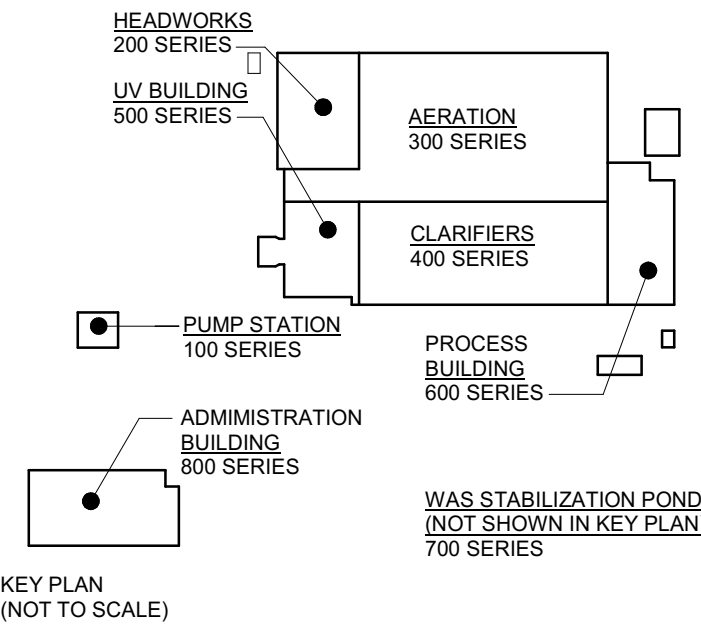 HEADWORKS
200 SERIES
UV BUILDING
500 SERIES
AERATION
300 SERIES
CLARIFIERS
400 SERIES
PUMP STATION
100 SERIES
PROCESS
BUILDING
600 SERIES
ADMIMISTRATION
BUILDING
800 SERIES
WAS STABILIZATION POND
(NOT SHOWN IN KEY PLAN
700 SERIES
KEY PLAN
(NOT TO SCALE)